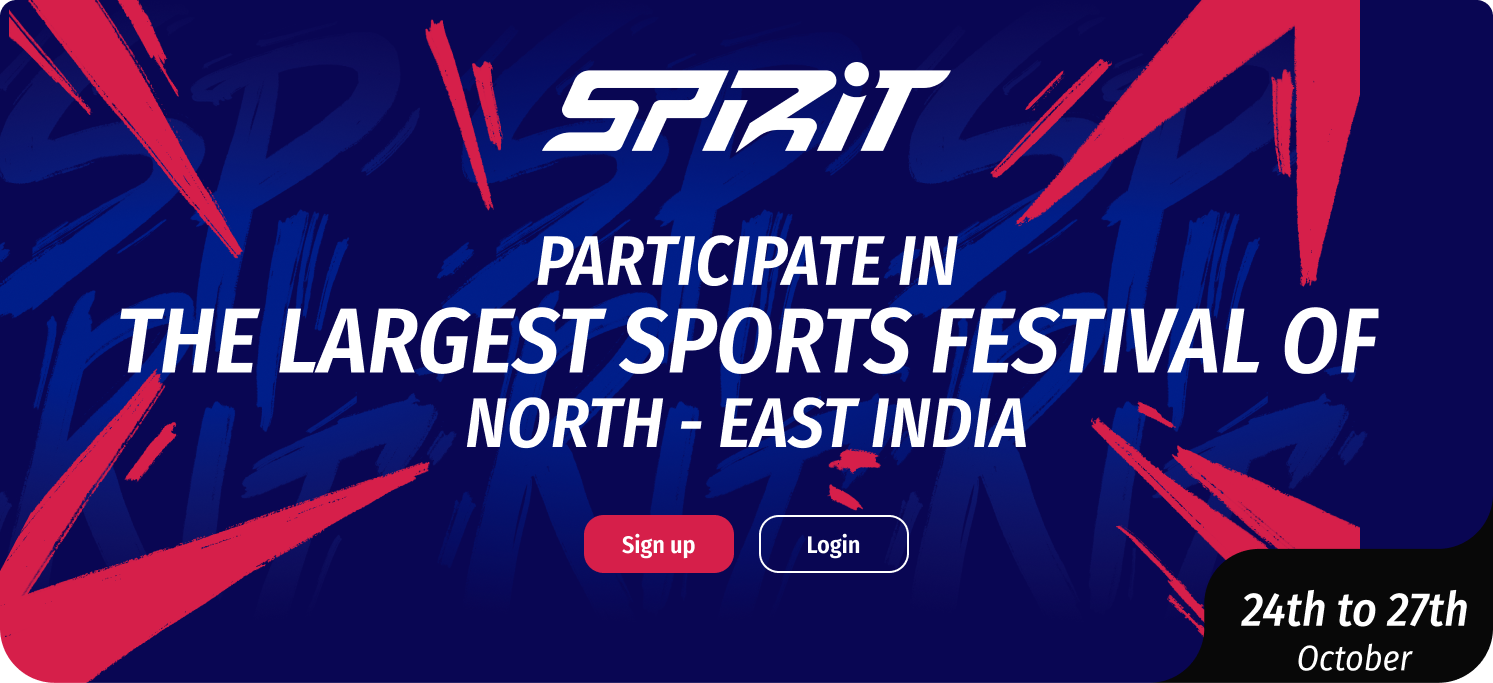 SPIRIT
PARTICIPATE IN
THE LARGEST SPORTS FESTIVAL OF
NORTH - EAST INDIA
Sign up
Login
24th to 27th
October